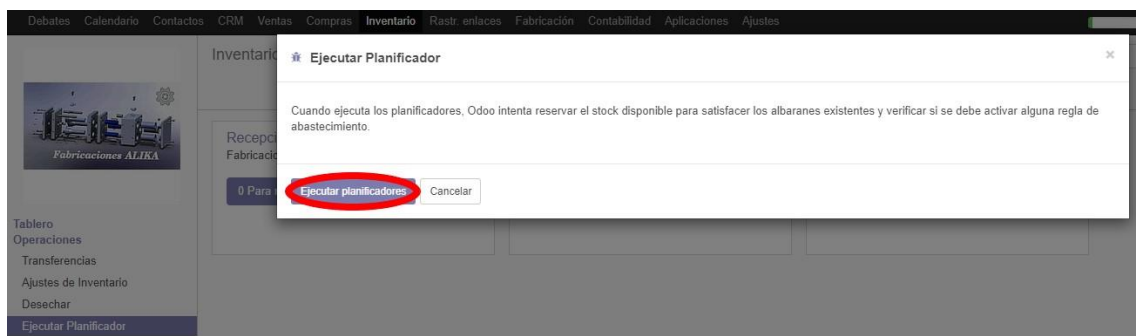 Debates Calendario Contactos CRM Ventas Compras Inventario Rastr. enlaces Fabricación Contabilidad Aplicaciones Ajustes
Inventario
Ejecutar Planificador
×
Cuando ejecuta los planificadores, Odoo intenta reservar el stock disponible para satisfacer los albaranes existentes y verificar si se debe activar alguna regla de
abastecimiento.
Ejecutar planificadores Cancelar
Fabricaciones ALIKA
0 Para
Tablero
Operaciones
Transferencias
Ajustes de Inventario
Desechar
Ejecutar Planificador